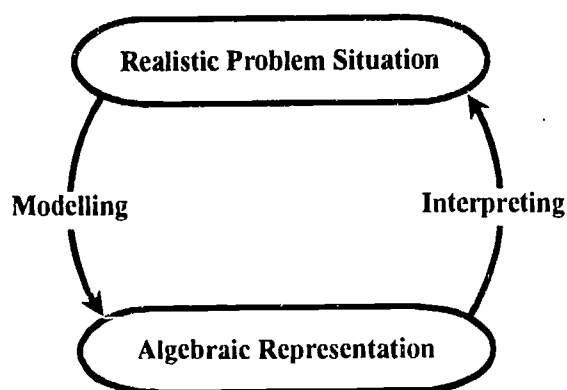 Realistic Problem Situation
Modelling
Interpreting
Algebraic Representation